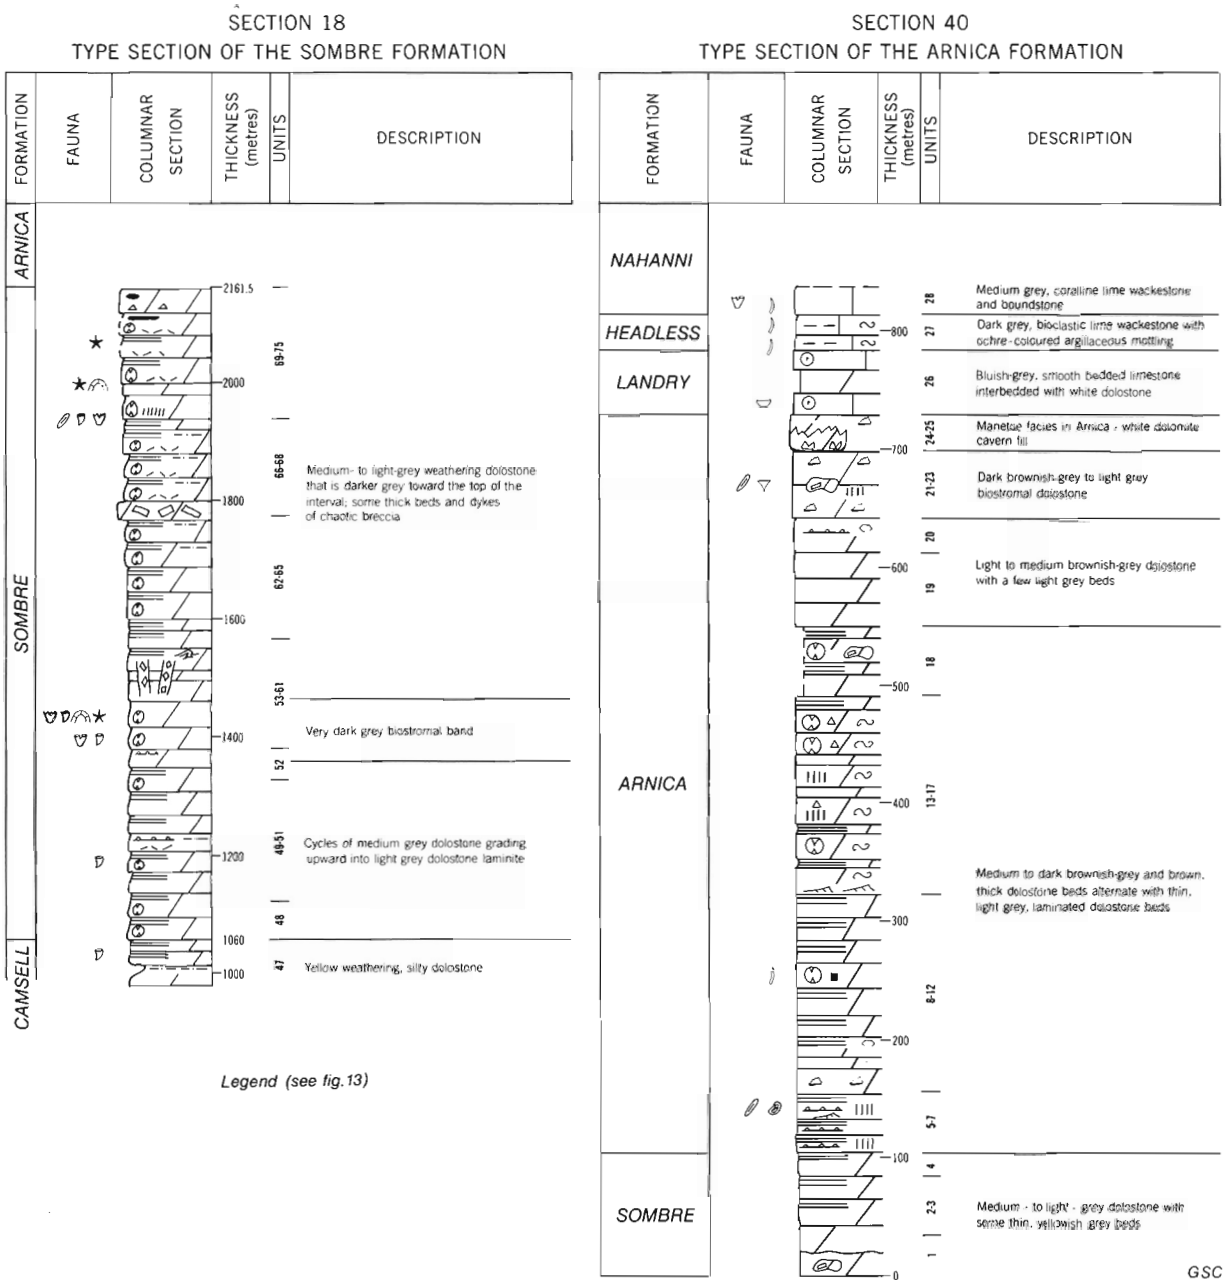 SECTION 18
TYPE SECTION OF THE SOMBRE FORMATION
FORMATION
FAUNA
COLUMNAR SECTION
THICKNESS (metres)
UNITS
DESCRIPTION
ARNICA
SOMBRE
CAMSELL
2161.5
2000
1800
1600
1400
1200
1060
1000
69-75
66-68
62-65
53-61
52
49-51
48
47
Medium- to light-grey weathering dolostone
that is darker grey toward the top of the
interval; some thick beds and dykes
of chaotic breccia
Very dark grey biostromal band
Cycles of medium grey dolostone grading
upward into light grey dolostone laminite
Yellow weathering, silty dolostone
Legend (see fig.13)
SECTION 40
TYPE SECTION OF THE ARNICA FORMATION
FORMATION
FAUNA
COLUMNAR SECTION
THICKNESS (metres)
UNITS
DESCRIPTION
NAHANNI
HEADLESS
LANDRY
ARNICA
SOMBRE
800
700
600
500
400
300
200
100
0
28
27
26
24-25
21-23
20
19
18
13-17
8-12
5-7
4
2-3
1
Medium grey, coralline lime wackestone
and boundstone
Dark grey, bioclastic lime wackestone with
ochre-coloured argillaceous mottling
Bluish-grey, smooth bedded limestone
interbedded with white dolostone
Manetoe facies in Arnica - white dolomite
cavern fill
Dark brownish-grey to light grey
biostromal dolostone
Light to medium brownish-grey dolostone
with a few light grey beds
Medium to dark brownish-grey and brown,
thick dolostone beds alternate with thin,
light grey, laminated dolostone beds
Medium - to light - grey dolostone with
some thin, yellowish grey beds
GSC